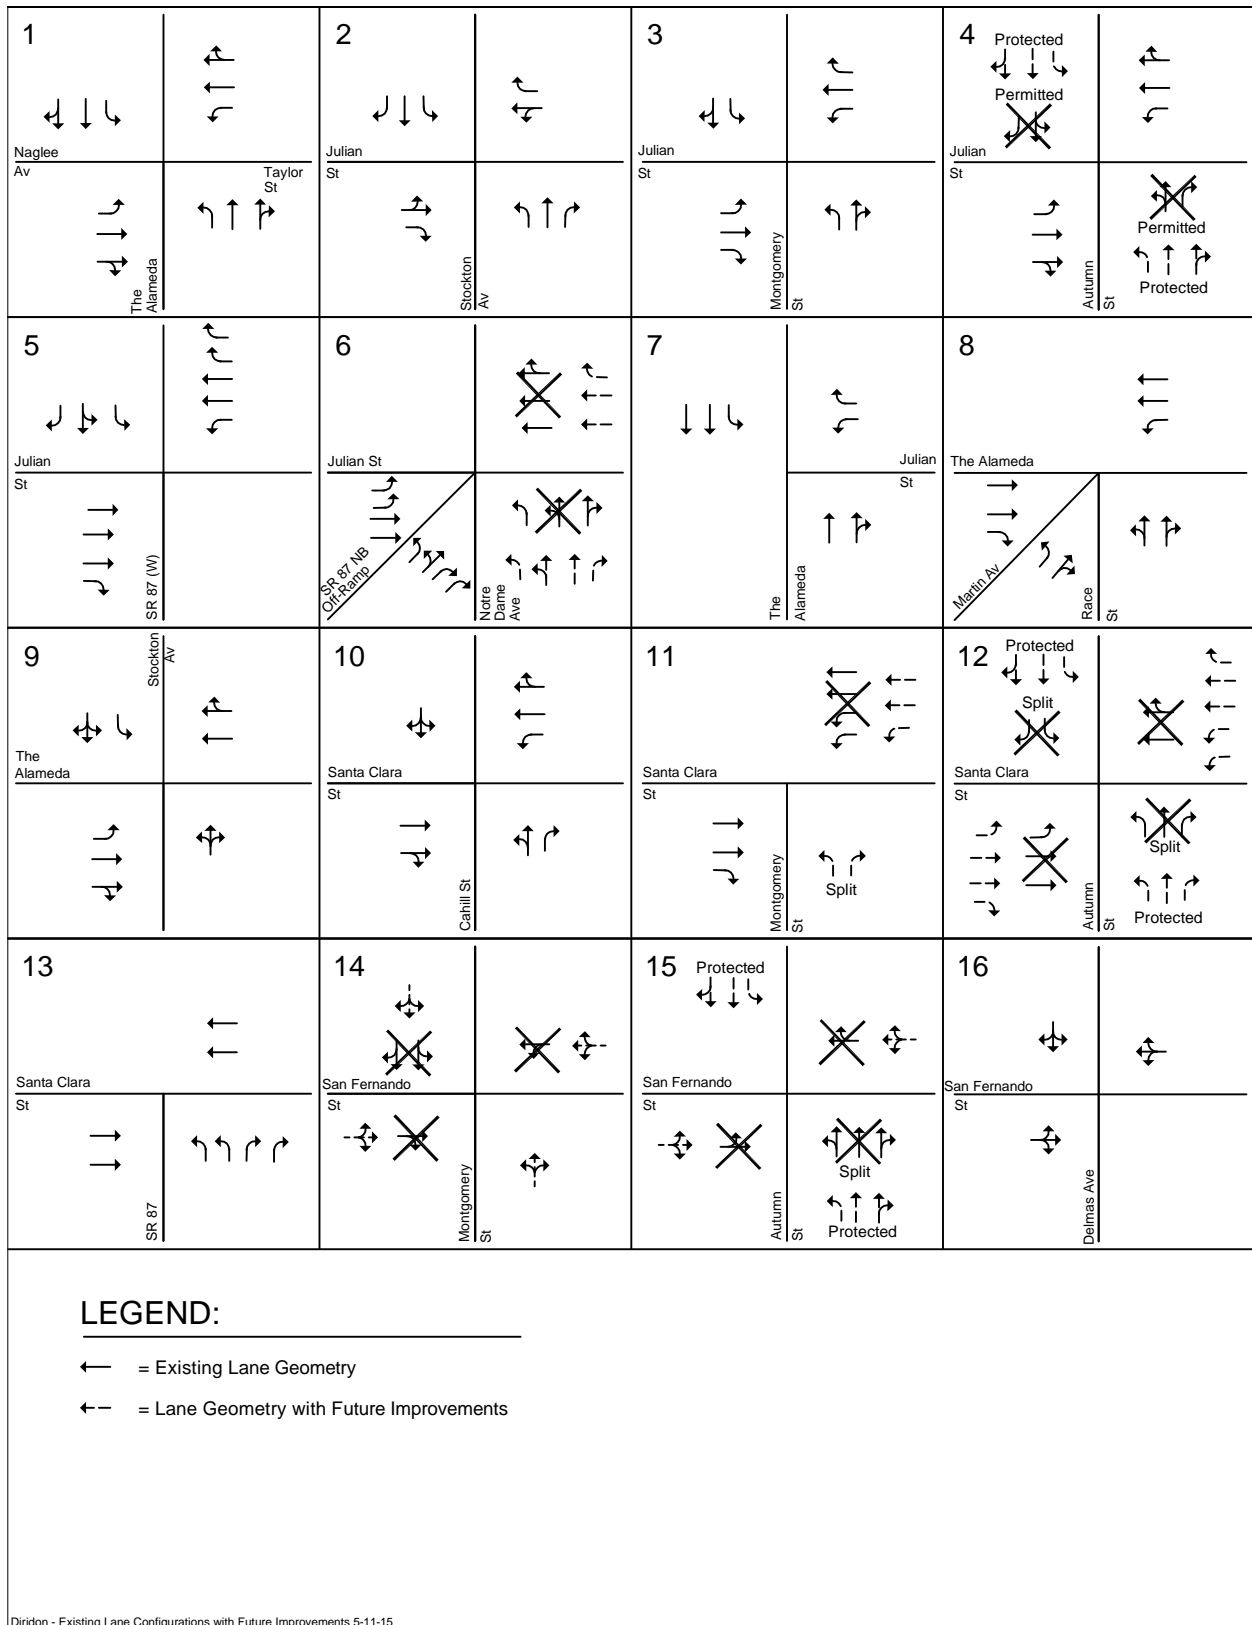 1
Naglee
Av
Taylor
St
The
Alameda
2
Julian
St
Stockton
Av
3
Julian
St
Montgomery
St
4
Protected
Permitted
Julian
St
Permitted
Protected
Autumn
St
5
Julian
St
SR 87 (W)
6
Julian St
SR 87 NB
Off-Ramp
Notre
Dame
Ave
7
Julian
St
The
Alameda
8
The Alameda
Martin Av
Race
St
9
Stockton
Av
The
Alameda
10
Santa Clara
St
Cahill St
11
Santa Clara
St
Split
Montgomery
St
12
Protected
Split
Santa Clara
St
Split
Protected
Autumn
St
13
Santa Clara
St
SR 87
14
San Fernando
St
Montgomery
St
15
Protected
San Fernando
St
Split
Protected
Autumn
St
16
San Fernando
St
Delmas Ave
LEGEND:
= Existing Lane Geometry
= Lane Geometry with Future Improvements
Diridon - Existing Lane Configurations with Future Improvements 5-11-15